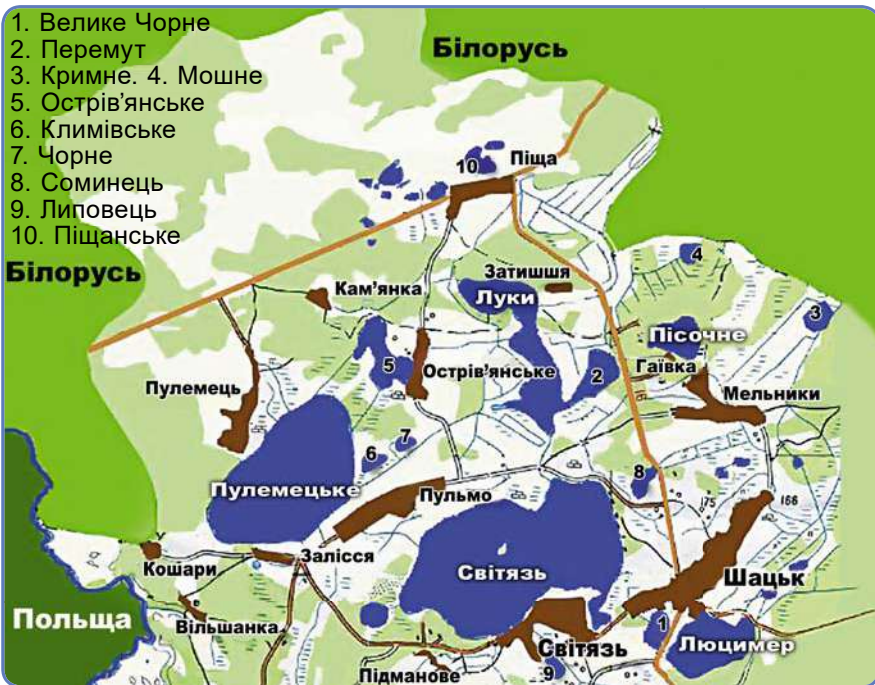 1. Велике Чорне
2. Перемут
3. Кримне. 4. Мошне
5. Острів’янське
6. Климівське
7. Чорне
8. Соминець
9. Липовець
10. Піщанське
Білорусь
10
Піща
4
Білорусь
Кам’янка
Затишшя
Луки
3
Пісочне
5
Острів’янське
2
Гаївка
Пулемець
Мельники
6
7
8
Пулемецьке
Пульмо
175
166
Кошари
Залісся
Світязь
Шацьк
Польща
Вільшанка
Світязь
1
Люцимер
Підманове
9